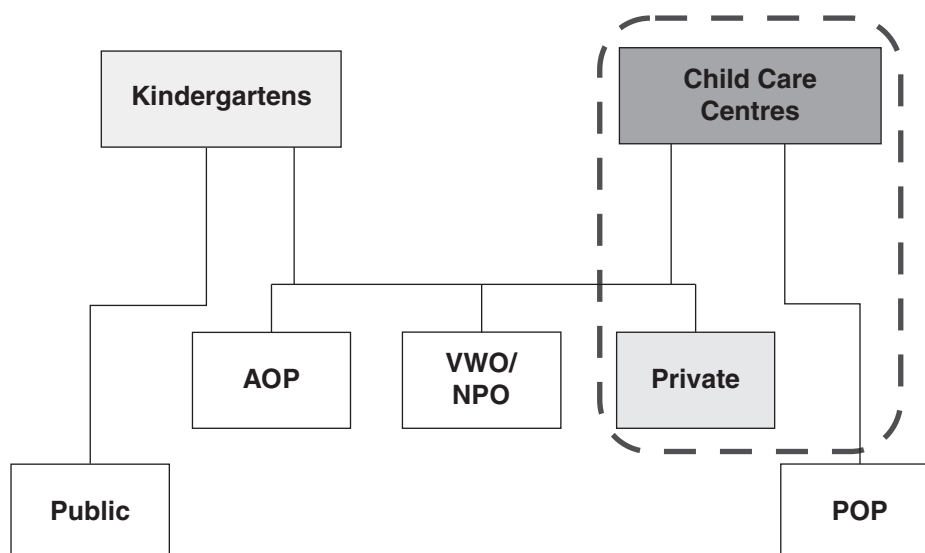 Kindergartens
Child Care
Centres
AOP
VWO/
NPO
Private
Public
POP